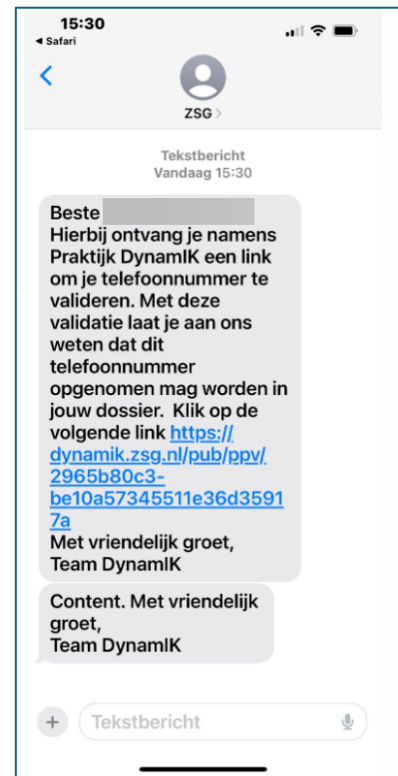 15:30
◄ Safari
ZSG >
Tekstbericht
Vandaag 15:30
Beste
Hierbij ontvang je namens
Praktijk DynamIK een link
om je telefoonnummer te
valideren. Met deze
validatie laat je aan ons
weten dat dit
telefoonnummer
opgenomen mag worden in
jouw dossier.  Klik op de
volgende link https://
dynamik.zsg.nl/pub/ppv/
2965b80c3-
be10a57345511e36d3591
7a
Met vriendelijk groet,
Team DynamIK
Content. Met vriendelijk
groet,
Team DynamIK
Tekstbericht